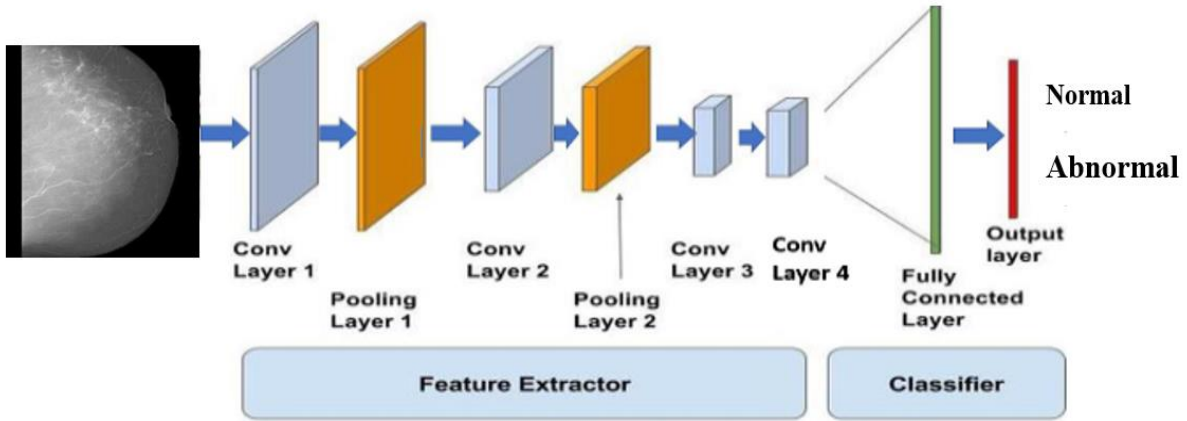 Normal
Abnormal
Conv
Layer 1
Pooling
Layer 1
Conv
Layer 2
Pooling
Layer 2
Conv
Layer 3
Conv
Layer 4
Fully
Connected
Layer
Output
layer
Feature Extractor
Classifier